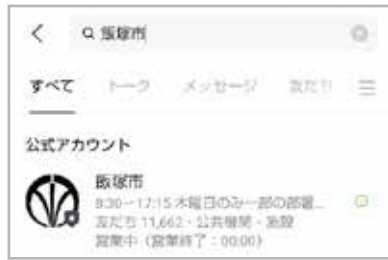 飯塚市
すべて トーク メッセージ 友だち
公式アカウント
飯塚市
8:30－17:15 木曜日のみ一部の部署...
友だち 11,662・公共機関・施設
営業中（営業終了：00:00）